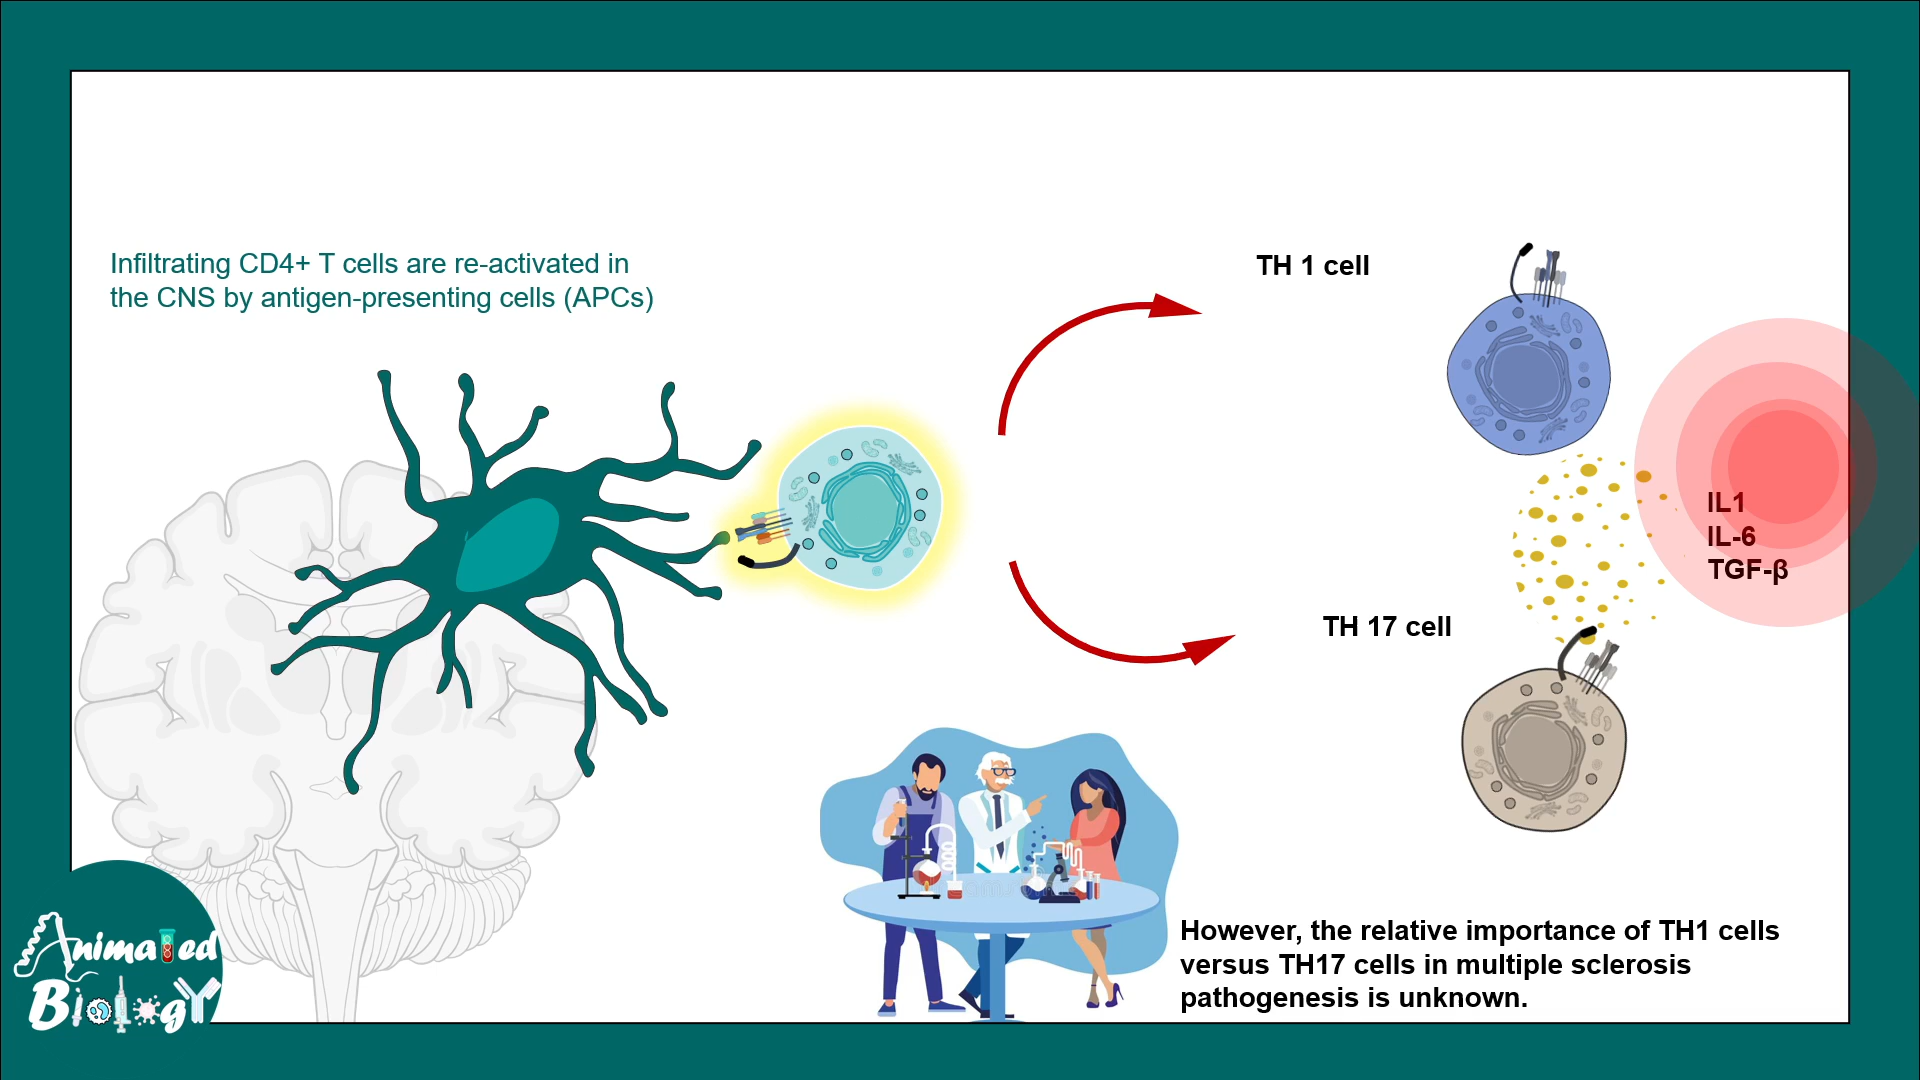 Infiltrating CD4+ T cells are re-activated in
the CNS by antigen-presenting cells (APCs)
TH 1 cell
IL1
IL-6
TGF-β
TH 17 cell
However, the relative importance of TH1 cells
versus TH17 cells in multiple sclerosis
pathogenesis is unknown.
Animated
Biology